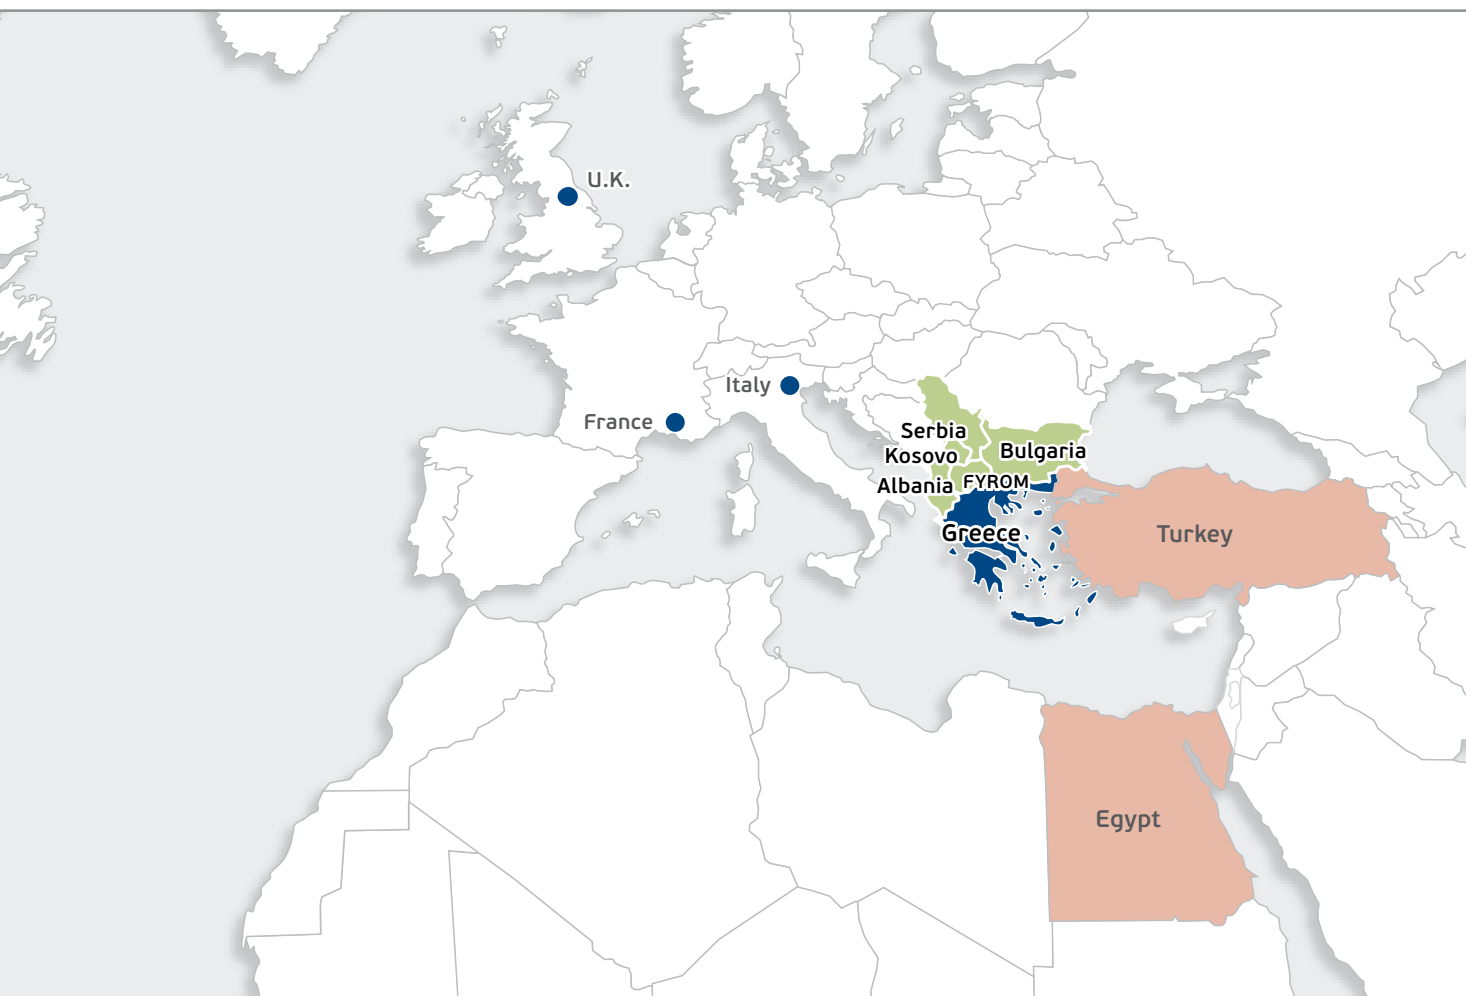 U.K.
Italy
France
Serbia
Kosovo
Bulgaria
Albania
FYROM
Greece
Turkey
Egypt